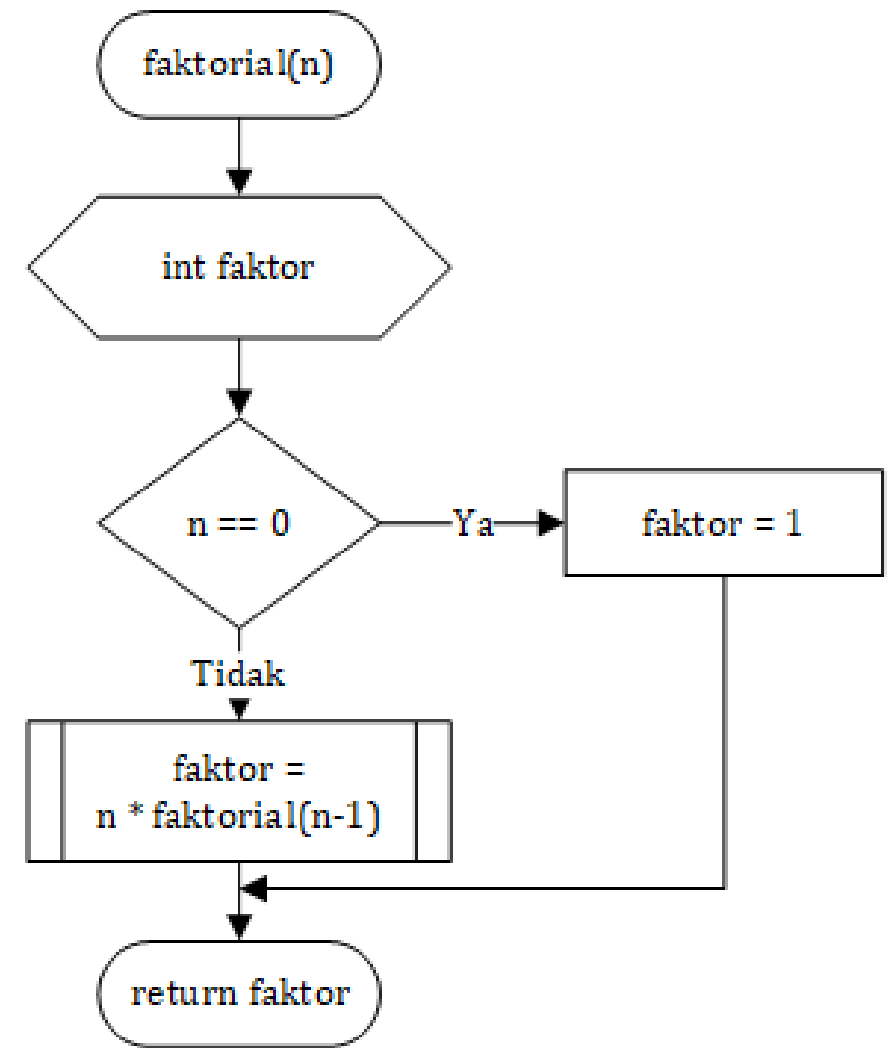 faktorial(n)
int faktor
n == 0
Ya
faktor = 1
Tidak
faktor =
n * faktorial(n-1)
return faktor